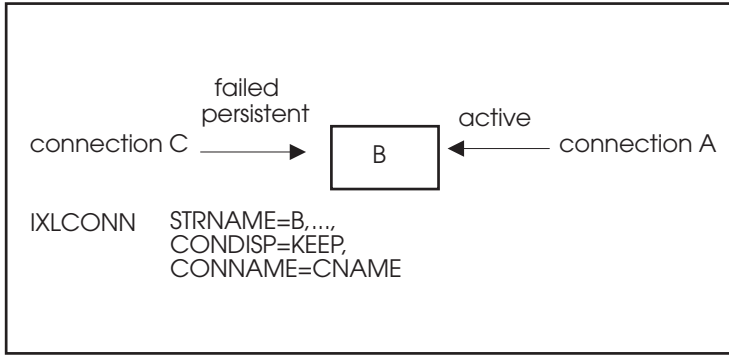 failed
persistent
active
connection C
B
connection A
IXLCONN STRNAME=B,...,
CONDISP=KEEP,
CONNAME=CNAME